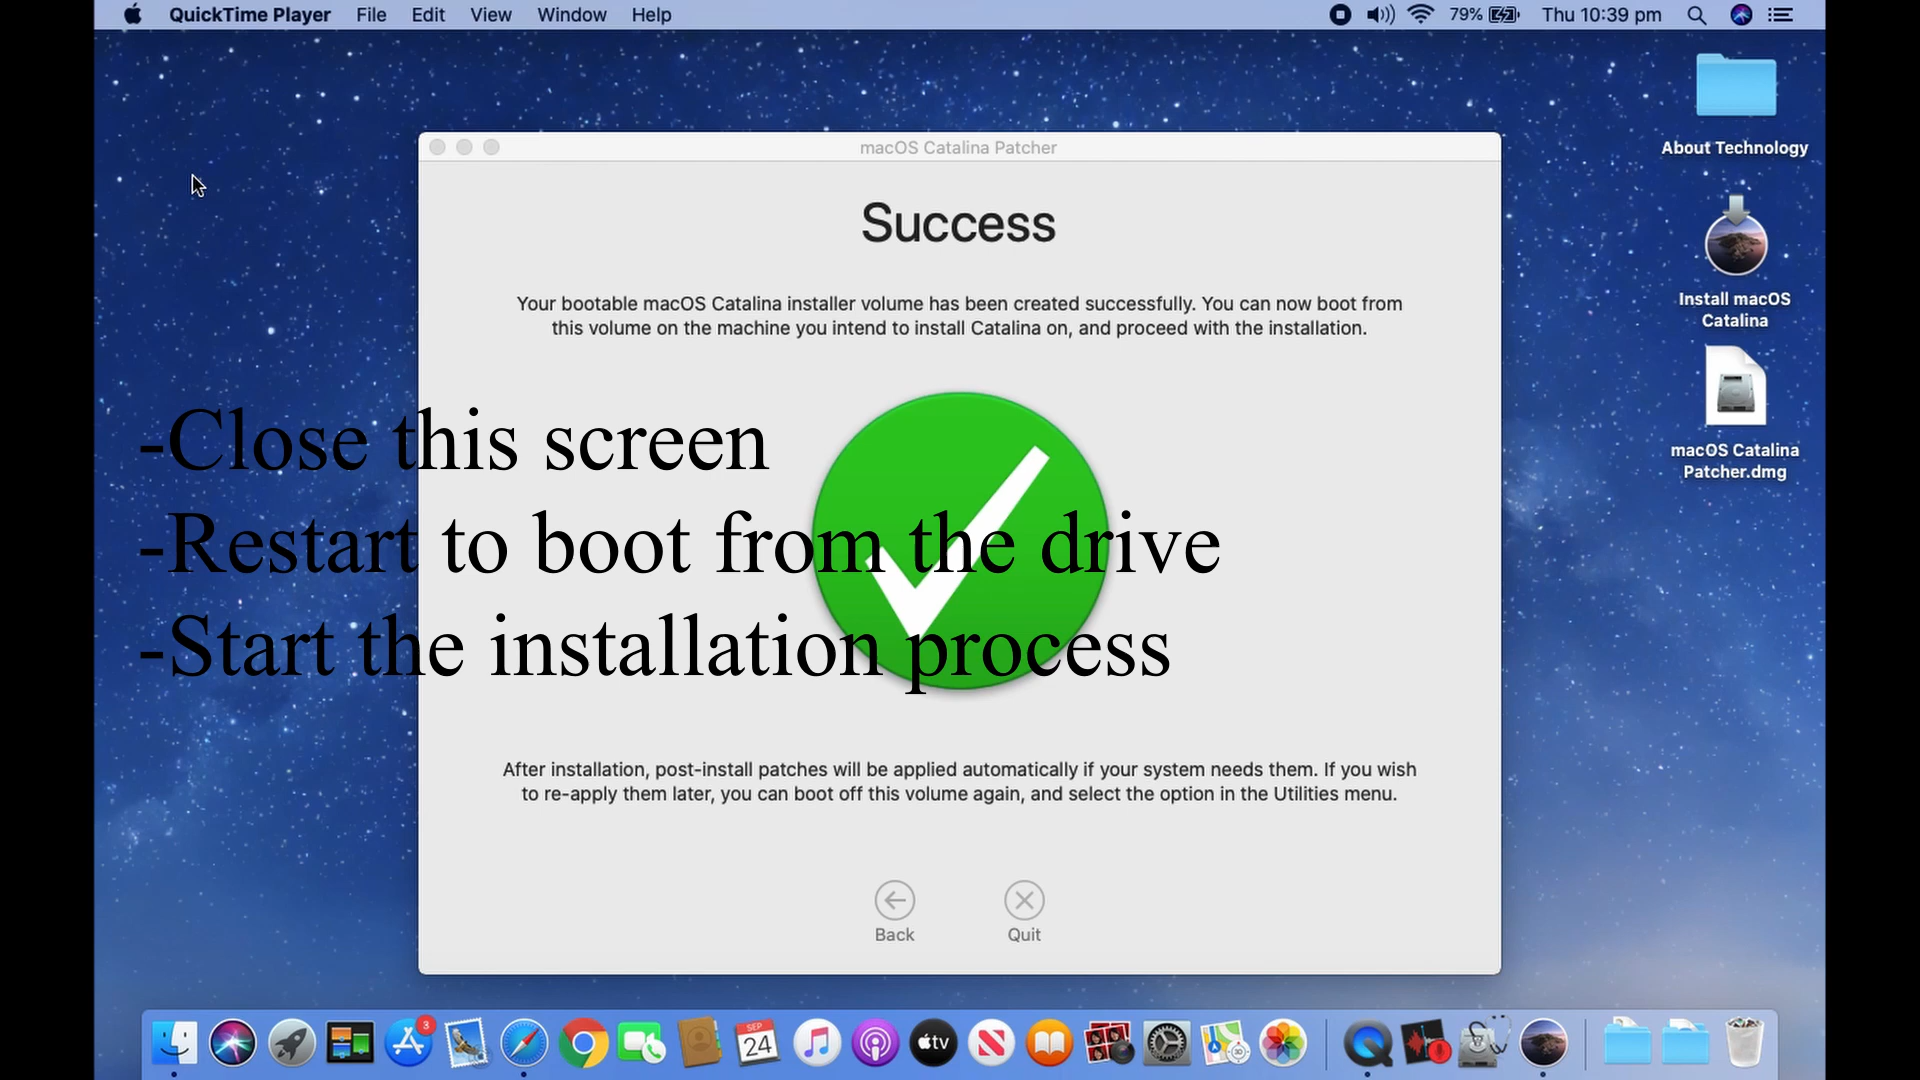 QuickTime Player File Edit View Window Help 79% Thu 10:39 pm
About Technology
macOS Catalina Patcher
Success
Install macOS
Catalina
Your bootable macOS Catalina installer volume has been created successfully. You can now boot from
this volume on the machine you intend to install Catalina on, and proceed with the installation.
-Close this screen
macOS Catalina
Patcher.dmg
-Restart to boot from the drive
-Start the installation process
After installation, post-install patches will be applied automatically if your system needs them. If you wish
to re-apply them later, you can boot off this volume again, and select the option in the Utilities menu.
Back Quit
3
SEP
24
tv
3D